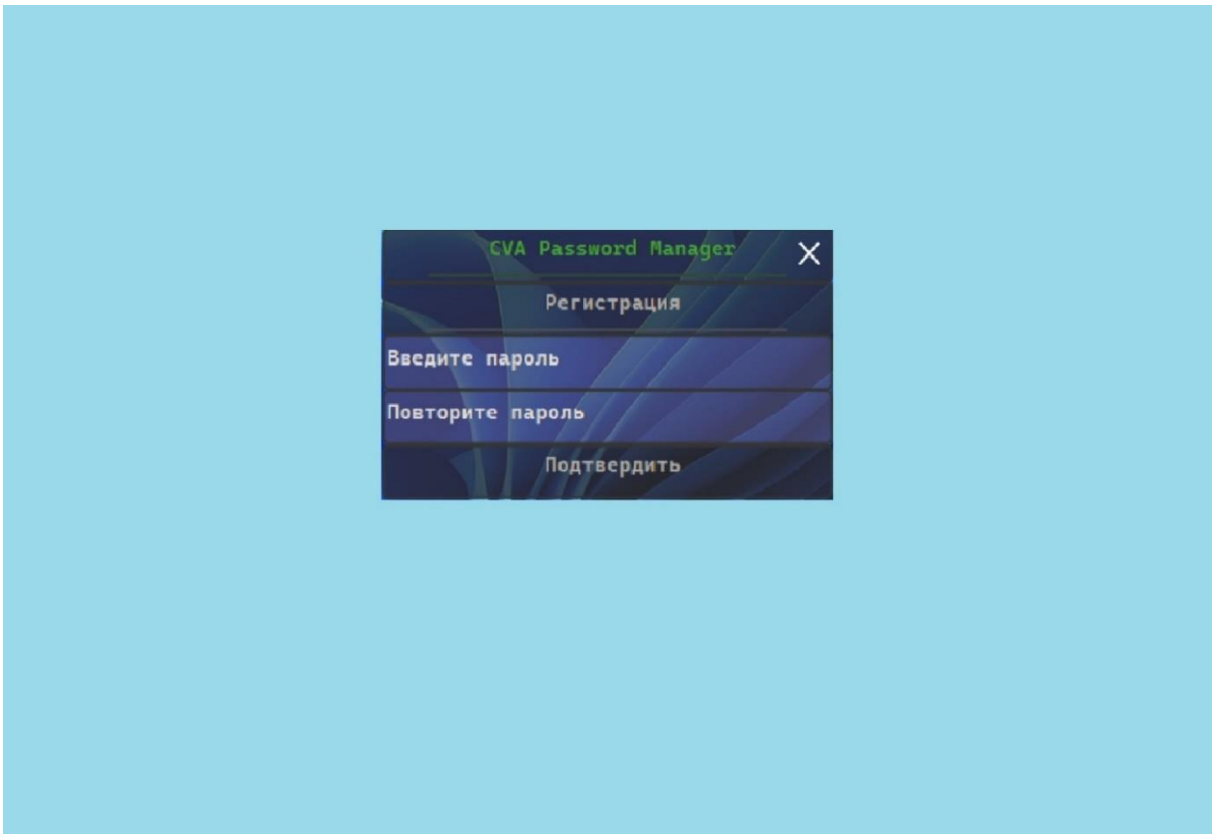 CVA Password Manager
Регистрация
Введите пароль
Повторите пароль
Подтвердить